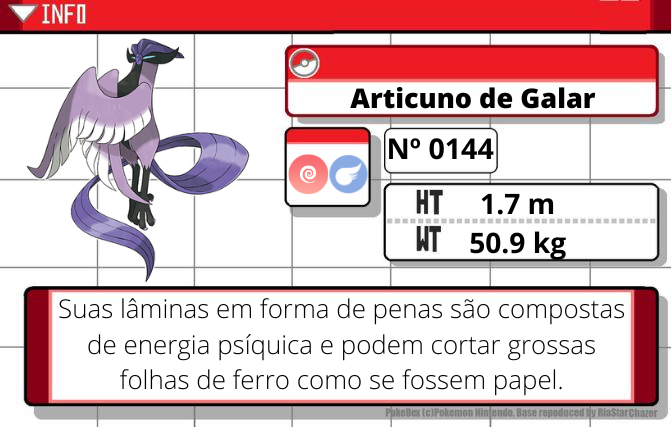 INFO
Articuno de Galar
Nº 0144
HT 1.7 m
WT 50.9 kg
Suas lâminas em forma de penas são compostas
de energia psíquica e podem cortar grossas
folhas de ferro como se fossem papel.
PokeDex (c)Pokemon Nintendo. Base reproduced by RiaStarChazer